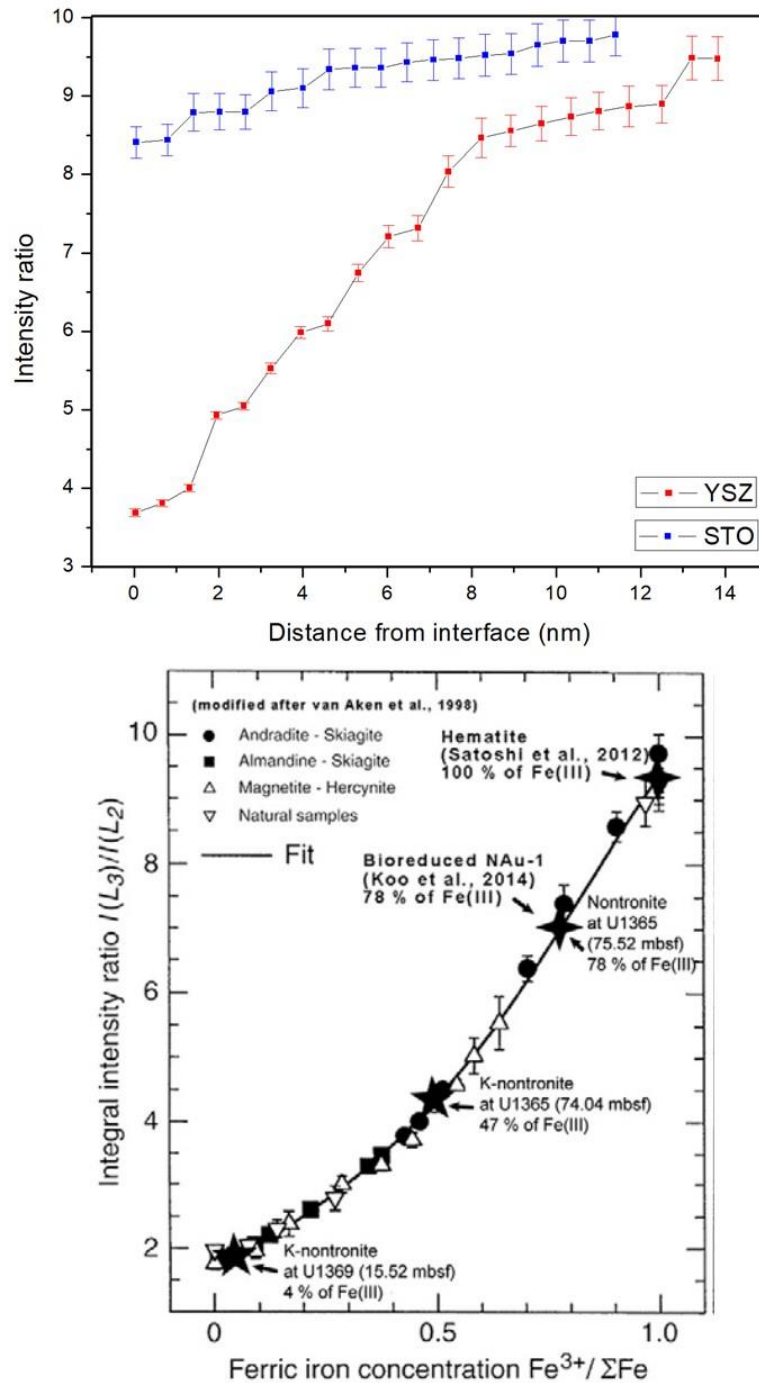 10
9
8
7
6
5
4
3
0
2
4
6
8
10
12
14
Intensity ratio
Distance from interface (nm)
YSZ
STO
(modified after van Aken et al., 1998)
Andradite - Skiagite
Almandine - Skiagite
Magnetite - Hercynite
Natural samples
Fit
Hematite
(Satoshi et al., 2012)
100 % of Fe(III)
Bioreduced NAu-1
(Koo et al., 2014)
78 % of Fe(III)
Nontronite
at U1365
(75.52 mbsf)
78 % of Fe(III)
K-nontronite
at U1365 (74.04 mbsf)
47 % of Fe(III)
K-nontronite
at U1369 (15.52 mbsf)
4 % of Fe(III)
10
8
6
4
2
0
0.5
1.0
Integral intensity ratio I(L₃)/I(L₂)
Ferric iron concentration Fe³⁺/ ΣFe